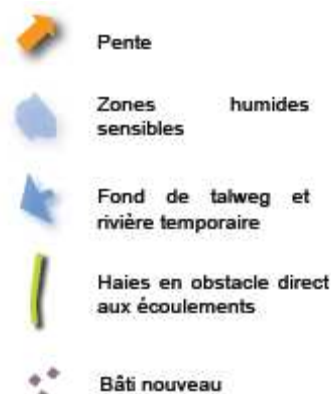 Pente
Zones humides
sensibles
Fond de talweg et
rivière temporaire
Haies en obstacle direct
aux écoulements
Bâti nouveau